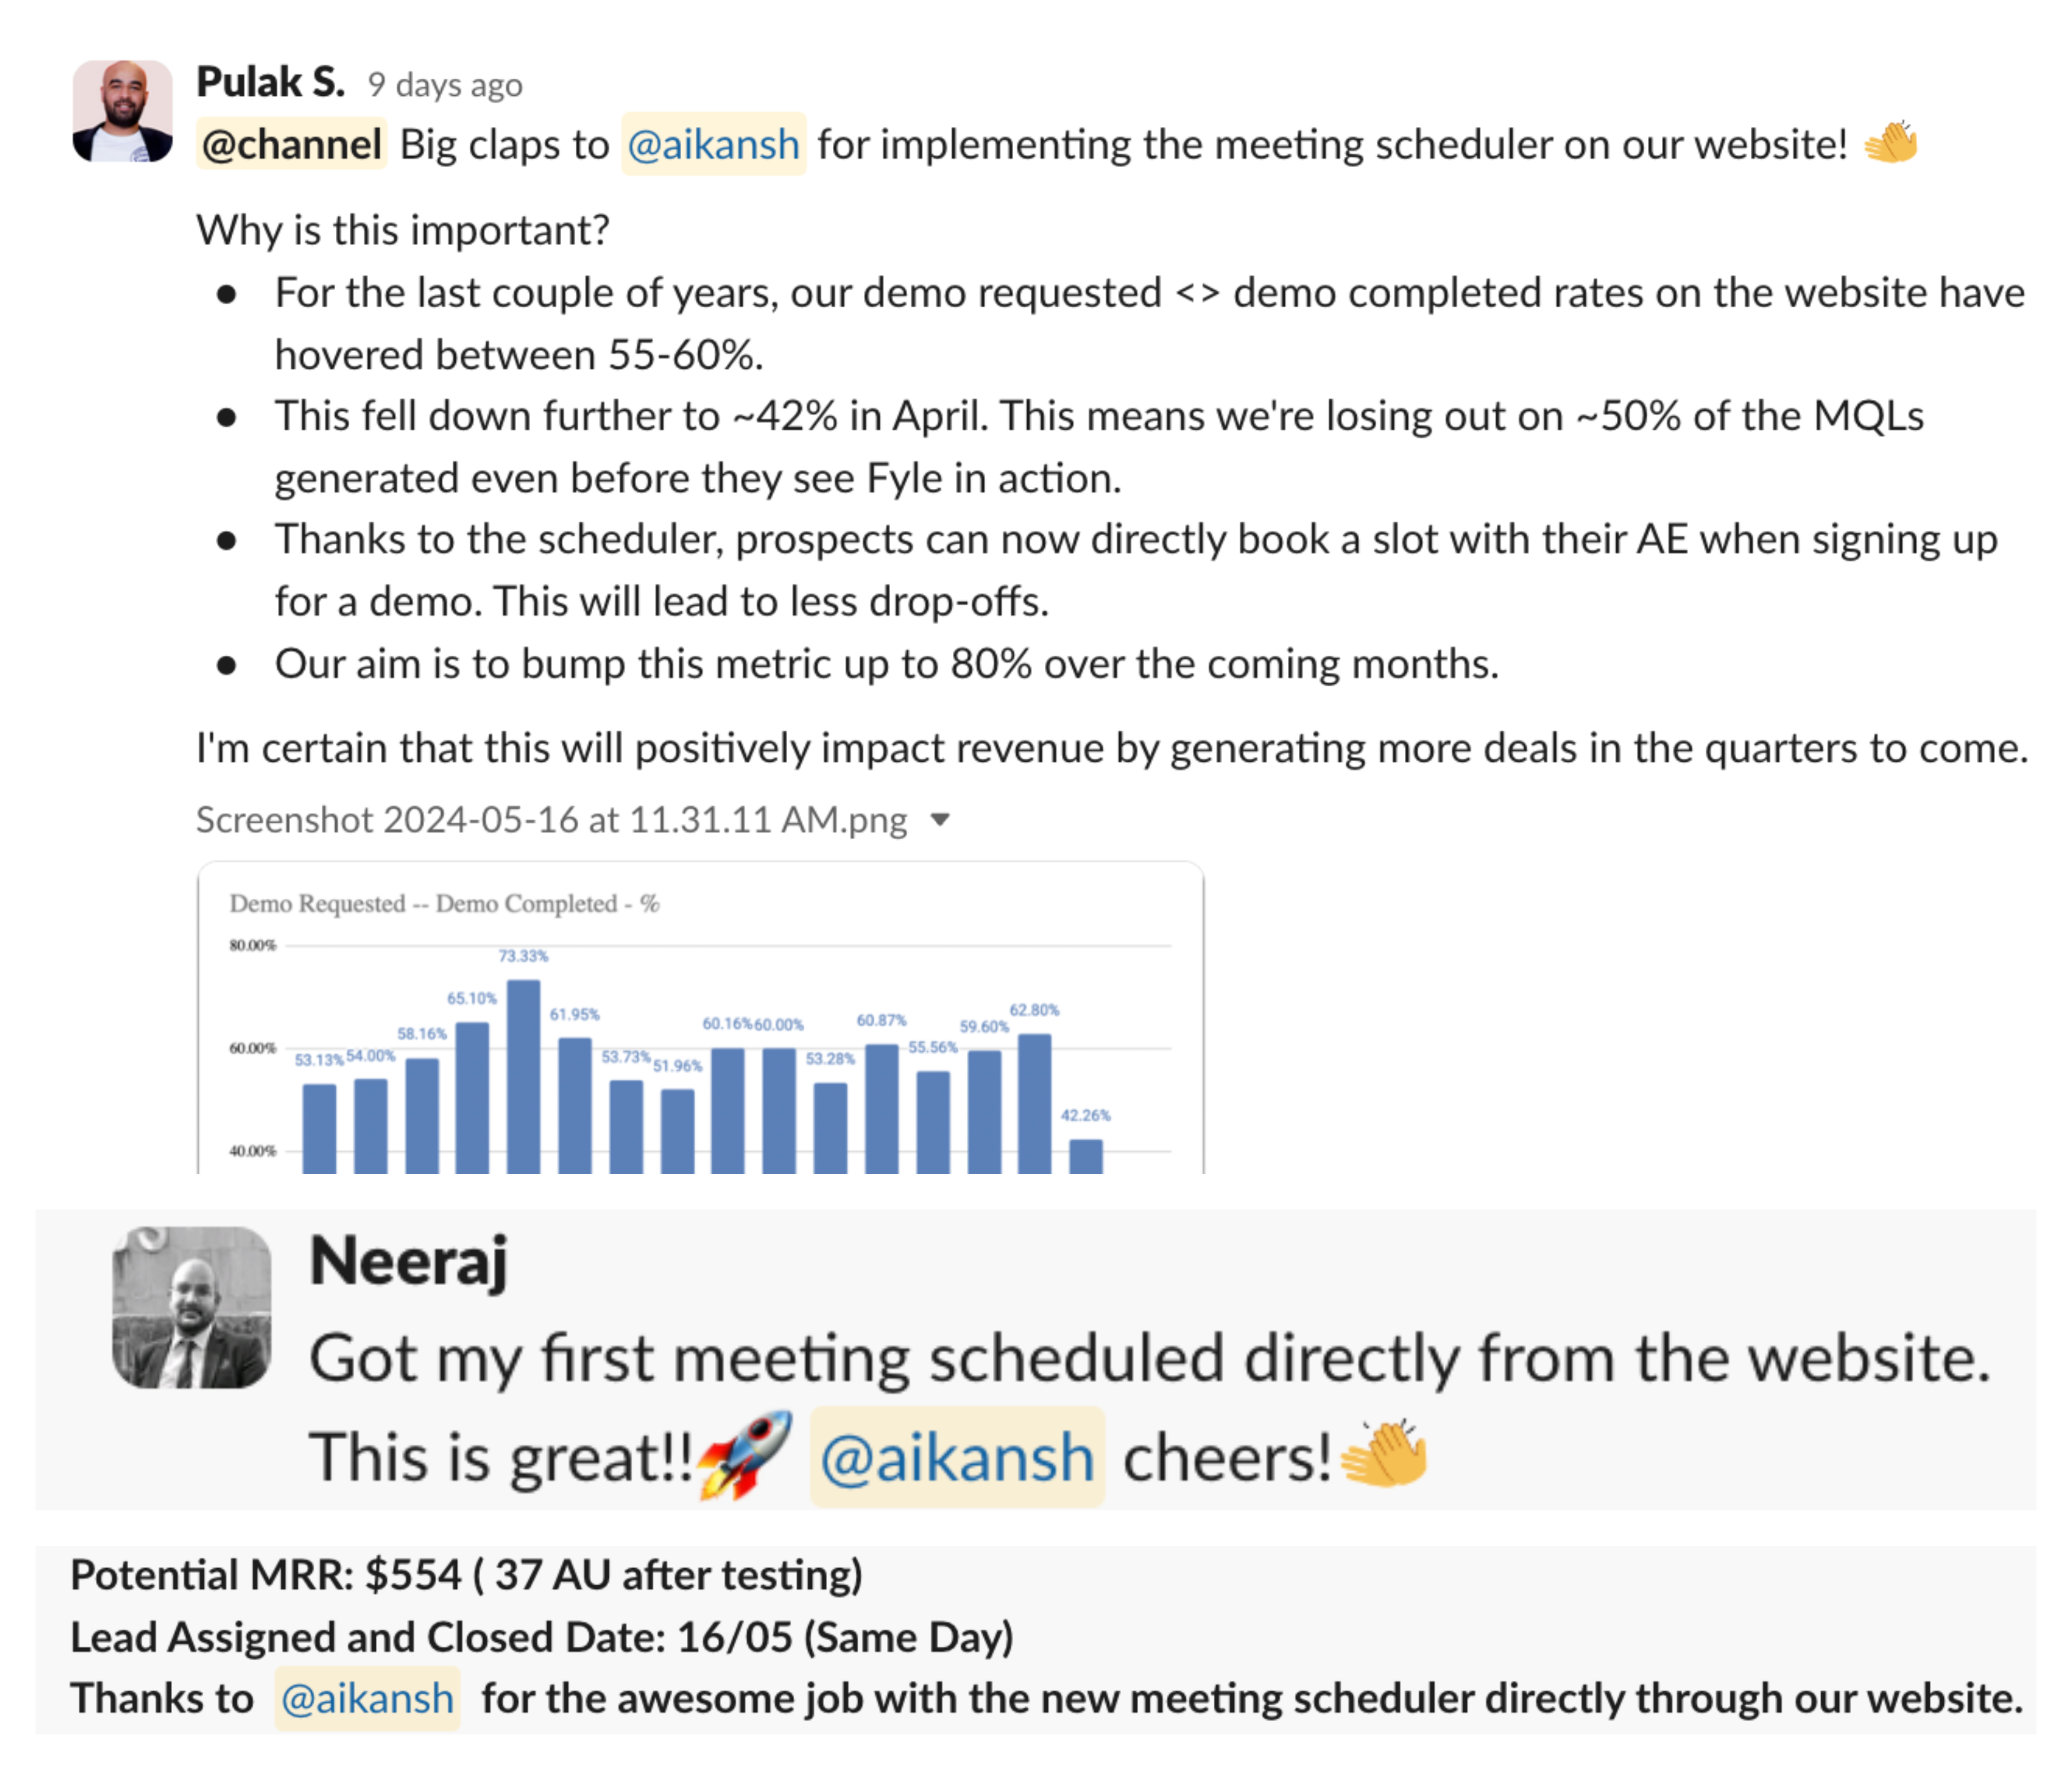 Pulak S. 9 days ago
@channel Big claps to @aikansh for implementing the meeting scheduler on our website! 👏
Why is this important?
● For the last couple of years, our demo requested <> demo completed rates on the website have
hovered between 55-60%.
● This fell down further to ~42% in April. This means we're losing out on ~50% of the MQLs
generated even before they see Fyle in action.
● Thanks to the scheduler, prospects can now directly book a slot with their AE when signing up
for a demo. This will lead to less drop-offs.
● Our aim is to bump this metric up to 80% over the coming months.
I'm certain that this will positively impact revenue by generating more deals in the quarters to come.
Screenshot 2024-05-16 at 11.31.11 AM.png
Demo Requested -- Demo Completed - %
80.00%
60.00%
40.00%
53.13% 54.00% 58.16% 65.10% 73.33% 61.95% 53.73% 51.96% 60.16% 60.00% 53.28% 60.87% 55.56% 59.60% 62.80% 42.26%
Neeraj
Got my first meeting scheduled directly from the website.
This is great!!🚀 @aikansh cheers!👏
Potential MRR: $554 ( 37 AU after testing)
Lead Assigned and Closed Date: 16/05 (Same Day)
Thanks to @aikansh for the awesome job with the new meeting scheduler directly through our website.